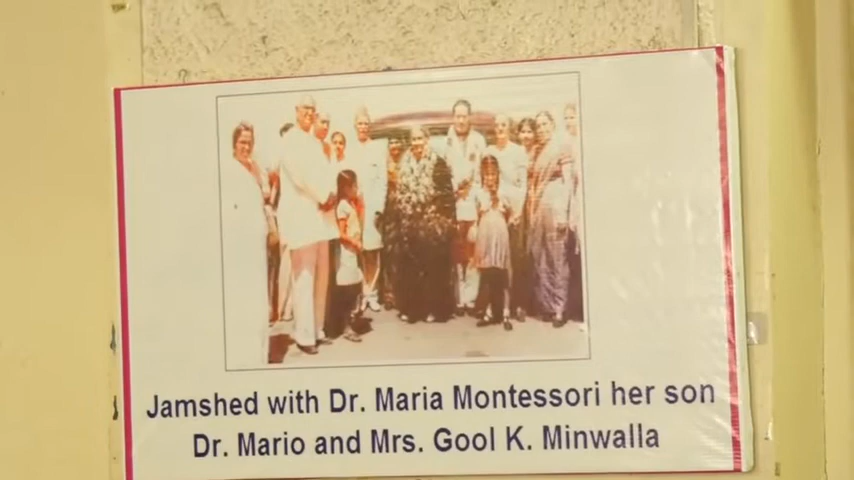 Jamshed with Dr. Maria Montessori her son
Dr. Mario and Mrs. Gool K. Minwalla